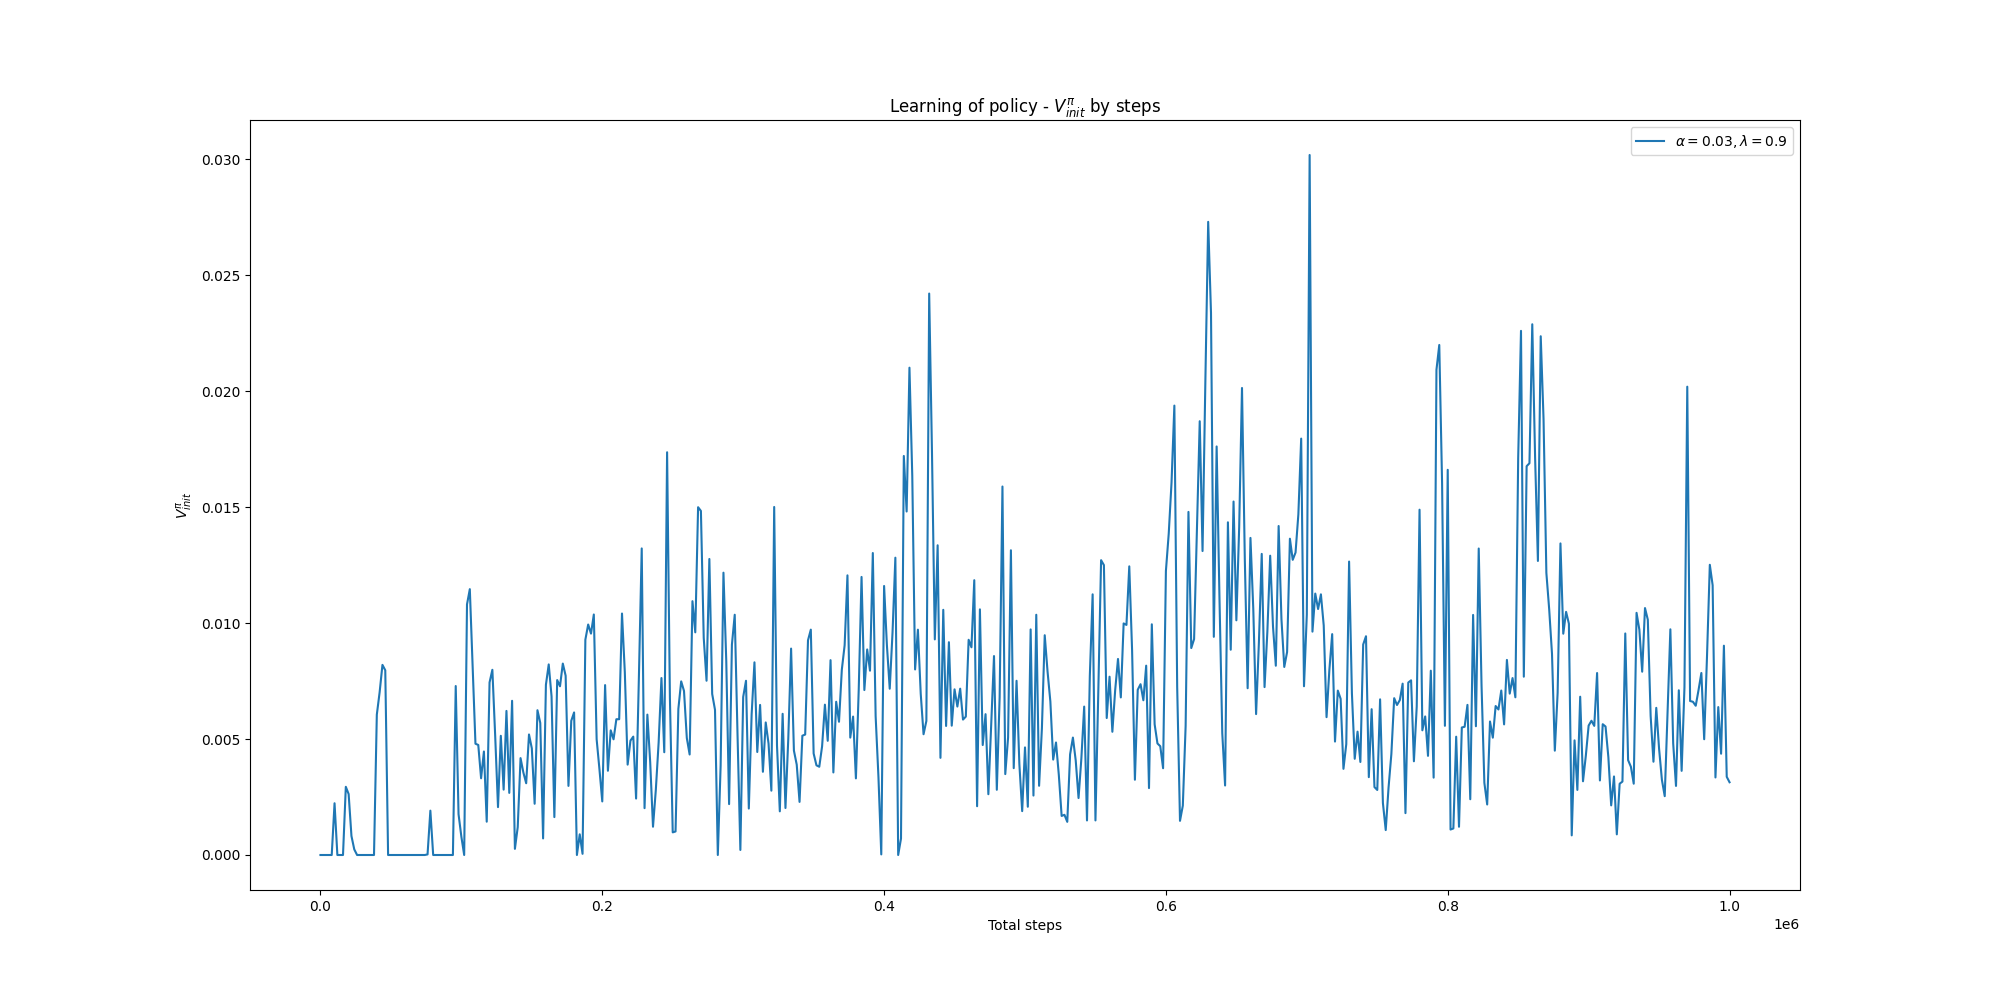 Learning of policy - $V^{\pi}_{init}$ by steps
α = 0.03, λ = 0.9
0.030
0.025
0.020
0.015
0.010
0.005
0.000
$V^{\pi}_{init}$
0.0 0.2 0.4 0.6 0.8 1.0
1e6
Total steps